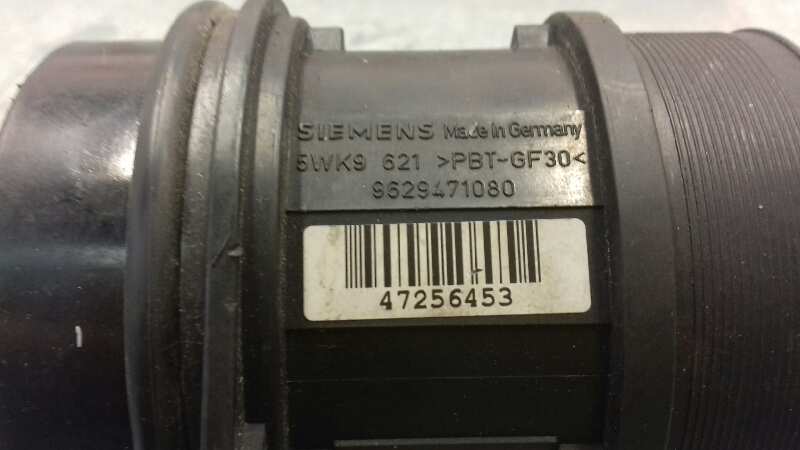 SIEMENS Made in Germany
5WK9 621 >PBT-GF30<
9629471080
47256453